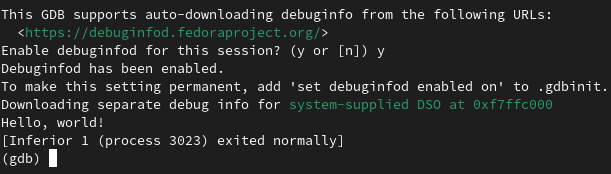 This GDB supports auto-downloading debuginfo from the following URLs:
<https://debuginfod.fedoraproject.org/>
Enable debuginfod for this session? (y or [n]) y
Debuginfod has been enabled.
To make this setting permanent, add 'set debuginfod enabled on' to .gdbinit.
Downloading separate debug info for system-supplied DSO at 0xf7ffc000
Hello, world!
[Inferior 1 (process 3023) exited normally]
(gdb)